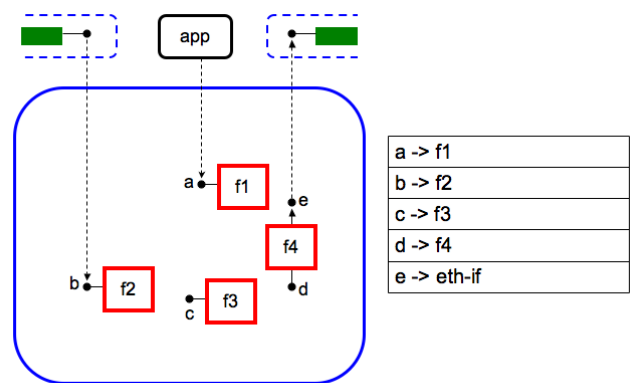 app
a
f1
e
f4
b
f2
c
f3
d
a -> f1
b -> f2
c -> f3
d -> f4
e -> eth-if